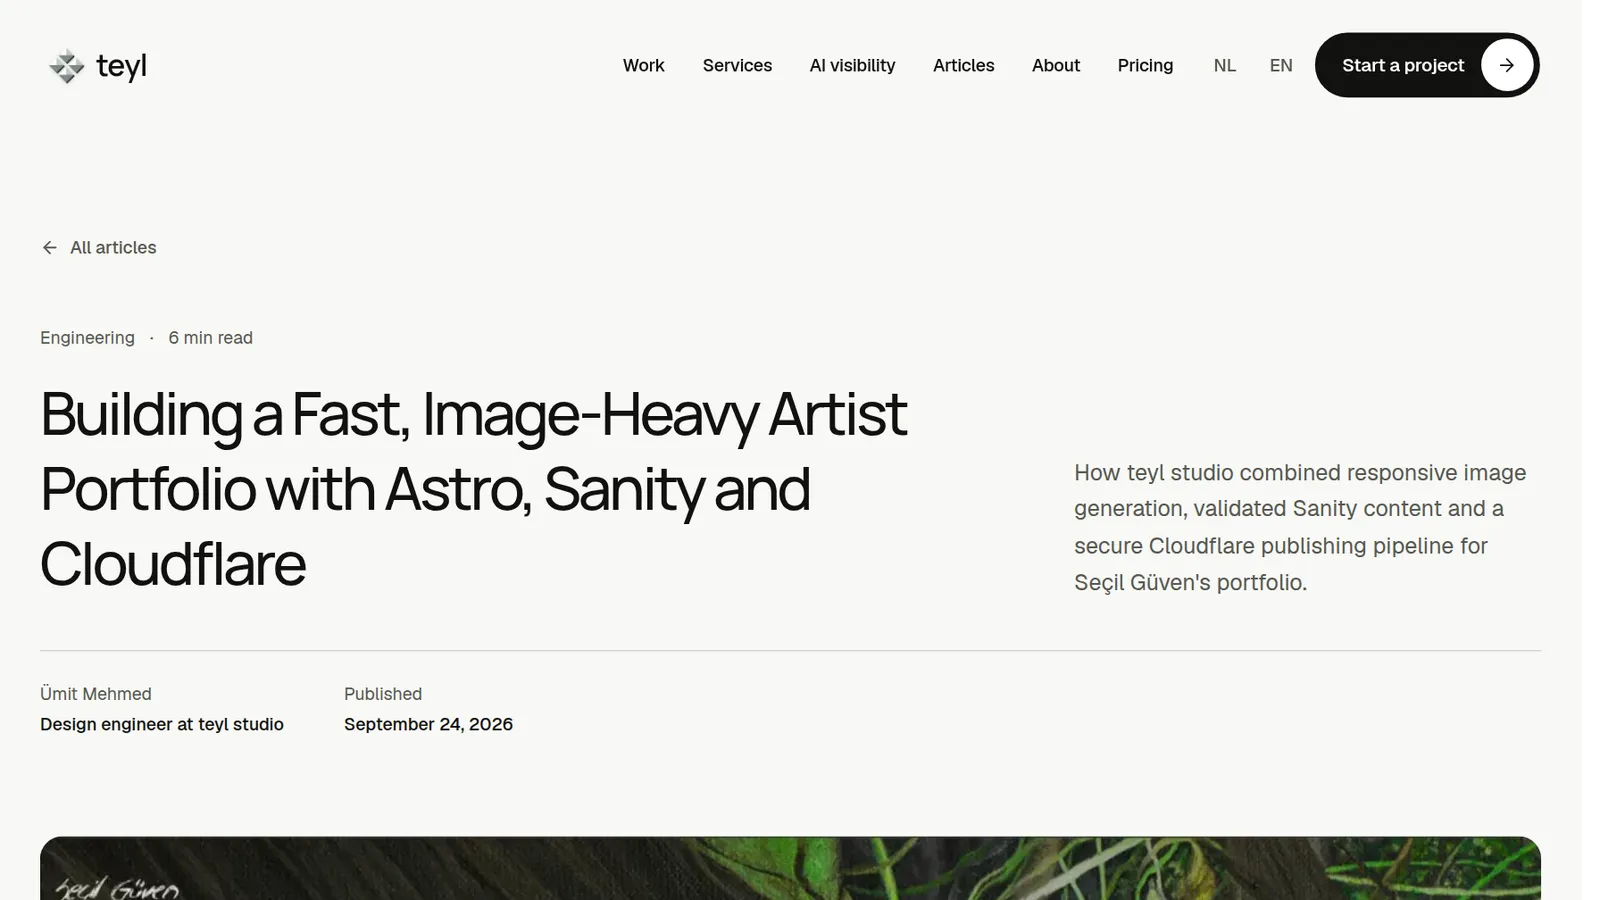 teyl
Work
Services
AI visibility
Articles
About
Pricing
NL
EN
Start a project
All articles
Engineering · 6 min read
Building a Fast, Image-Heavy Artist
Portfolio with Astro, Sanity and
Cloudflare
How teyl studio combined responsive image
generation, validated Sanity content and a
secure Cloudflare publishing pipeline for
Seçil Güven's portfolio.
Ümit Mehmed
Design engineer at teyl studio
Published
September 24, 2026
Seçil Güven